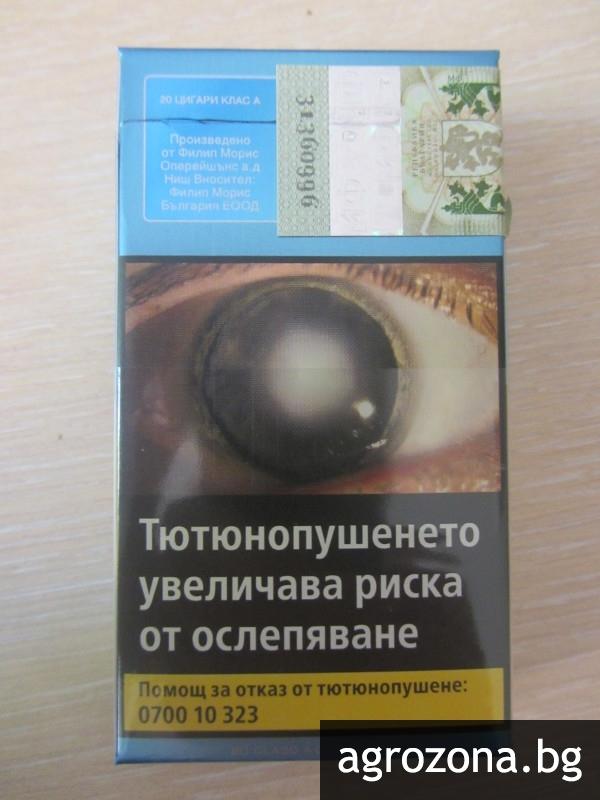 20 ЦИГАРИ КЛАС А
Произведено
от Филип Морис
Оперейшънс а.д
Ниш Вносител:
Филип Морис
България ЕООД
31360996
Тютюнопушенето
увеличава риска
от ослепяване
Помощ за отказ от тютюнопушене:
0700 10 323
agrozona.bg